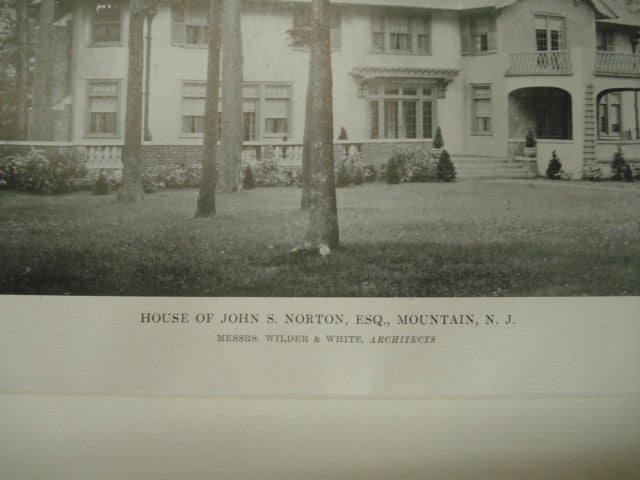 HOUSE OF JOHN S. NORTON, ESQ., MOUNTAIN, N. J.
MESSRS. WILDER & WHITE, ARCHITECTS